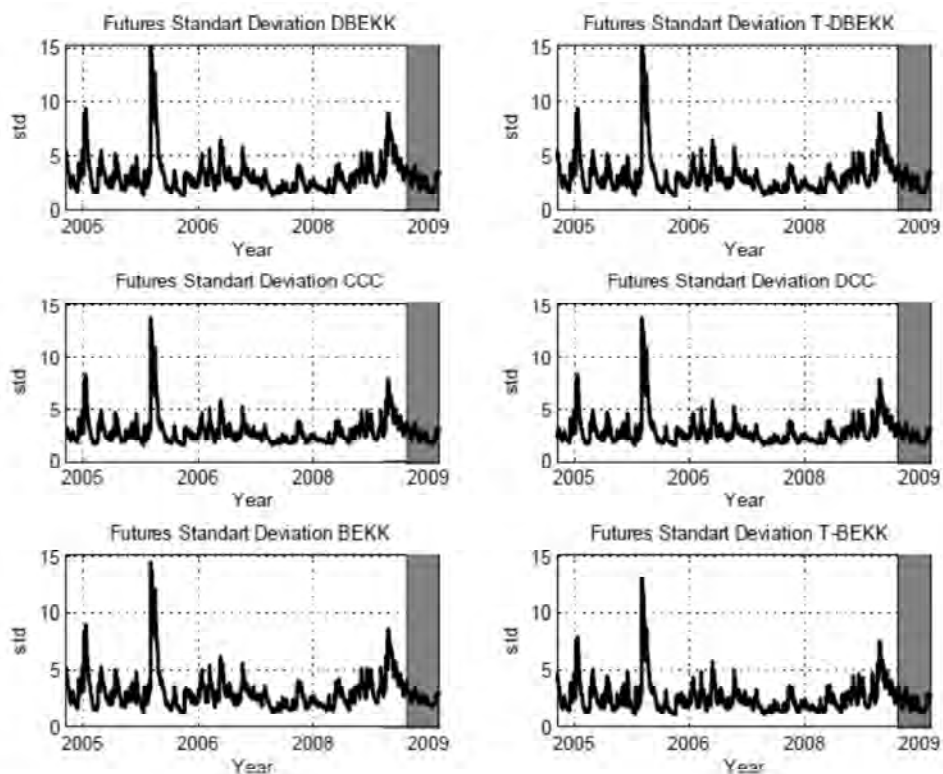 Futures Standart Deviation DBEKK
15
10
5
0
std
2005 2006 2008 2009
Year
Futures Standart Deviation T-DBEKK
15
10
5
0
std
2005 2006 2008 2009
Year
Futures Standart Deviation CCC
15
10
5
0
std
2005 2006 2008 2009
Year
Futures Standart Deviation DCC
15
10
5
0
std
2005 2006 2008 2009
Year
Futures Standart Deviation BEKK
15
10
5
0
std
2005 2006 2008 2009
Year
Futures Standart Deviation T-BEKK
15
10
5
0
std
2005 2006 2008 2009
Year